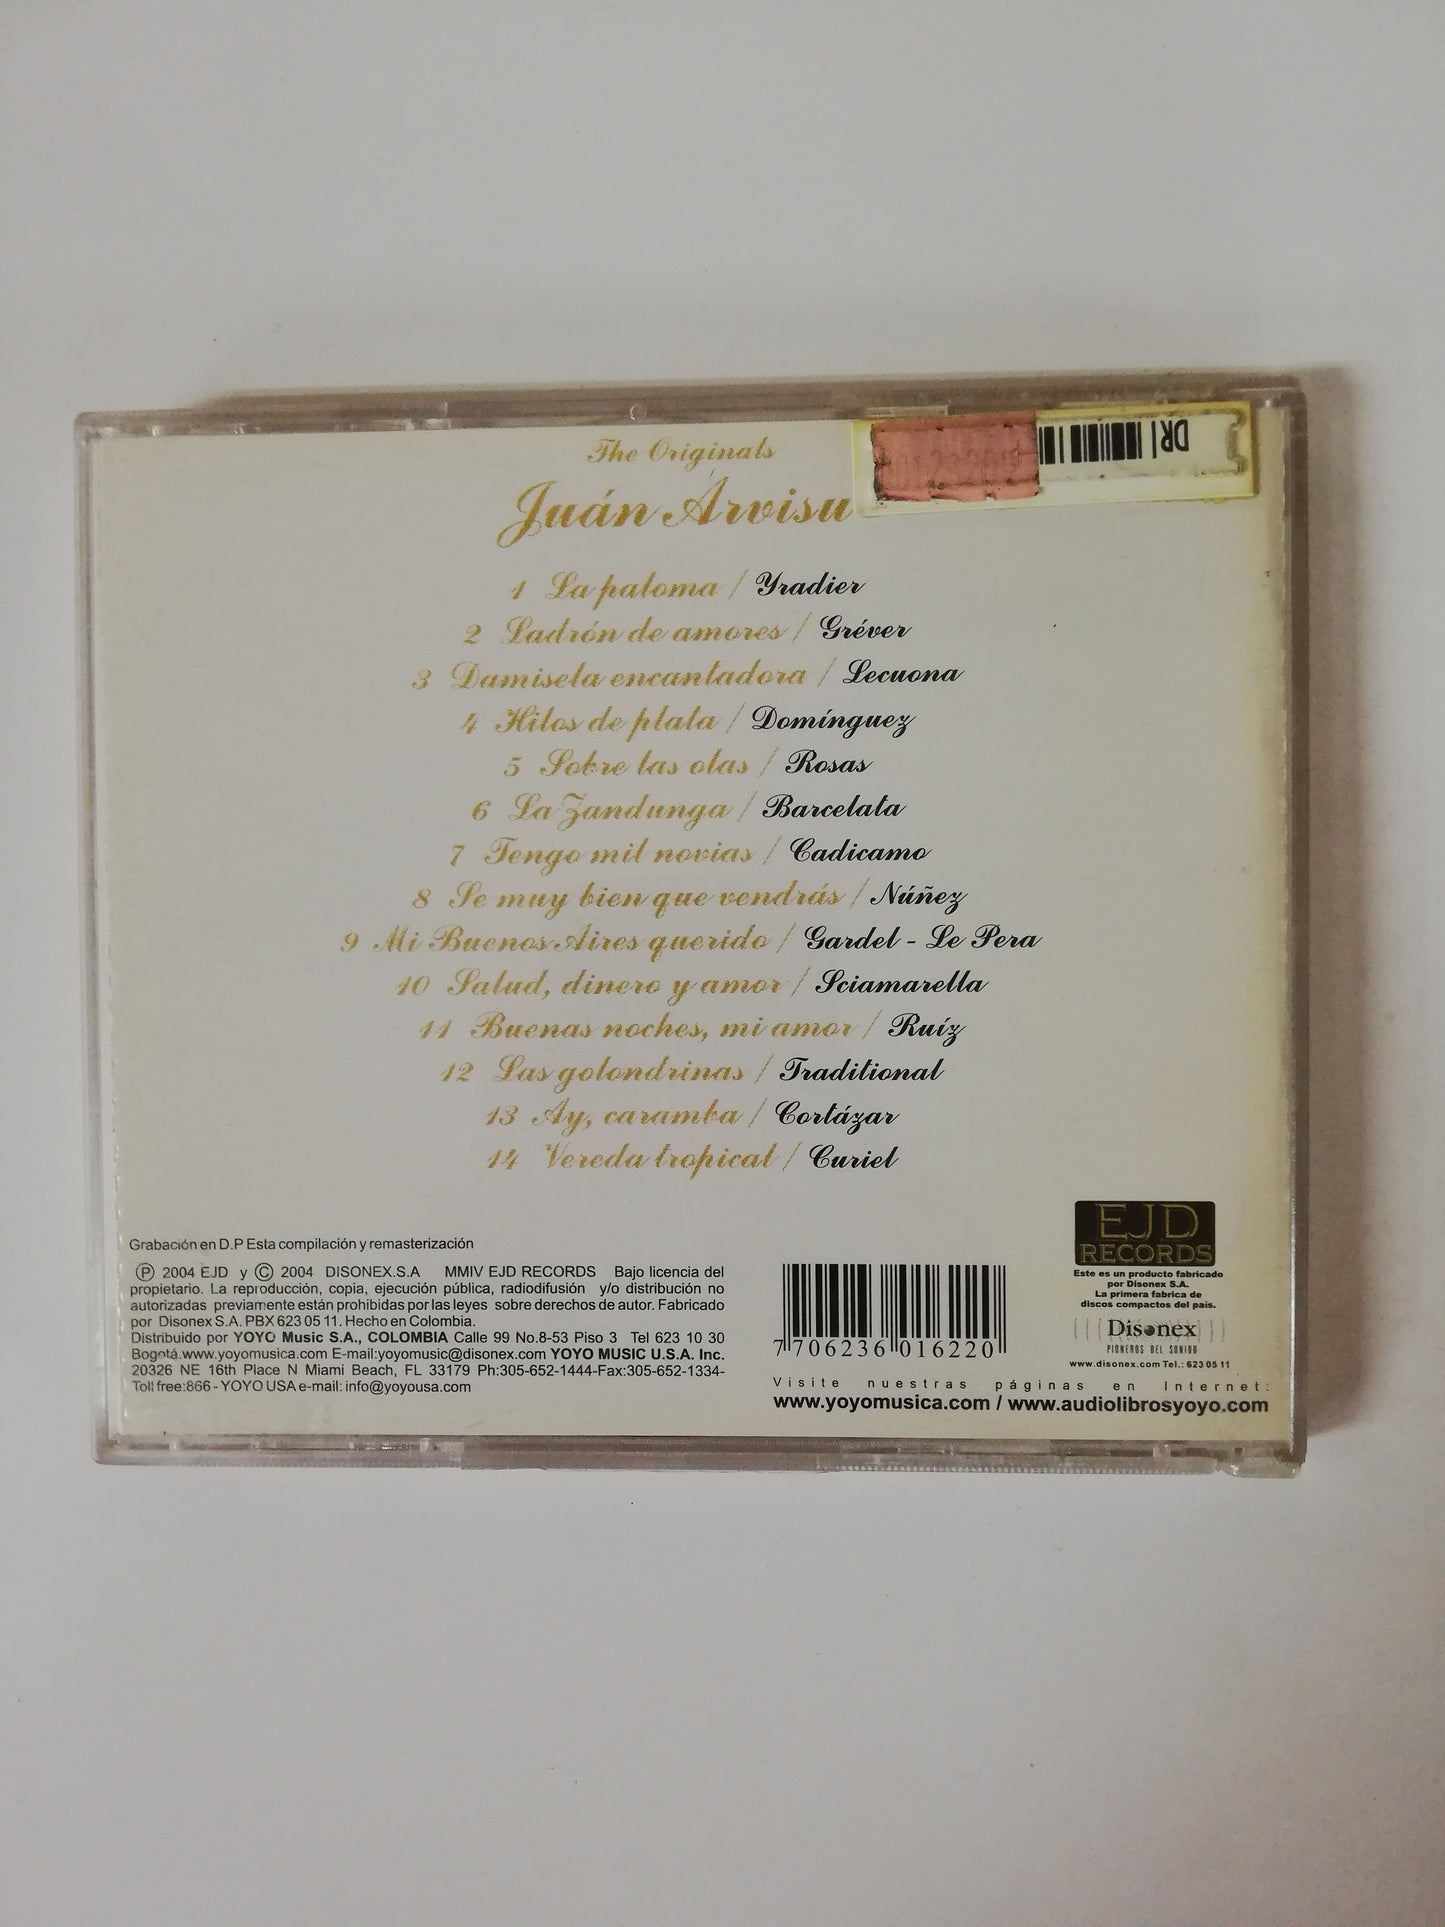 The Originals
Juán Arvisu
DR
1 La paloma / Yradier
2 Ladrón de amores / Gréver
3 Damisela encantadora / Lecuona
4 Hilos de plata / Domínguez
5 Sobre las olas / Rosas
6 La Zandunga / Barcelata
7 Tengo mil novias / Cadicamo
8 Se muy bien que vendrás / Núñez
9 Mi Buenos Aires querido / Gardel - Le Pera
10 Salud, dinero y amor / Sciamarella
11 Buenas noches, mi amor / Ruíz
12 Las golondrinas / Traditional
13 Ay, caramba / Cortázar
14 Vereda tropical / Curiel
Grabación en D.P Esta compilación y remasterización
Ⓟ 2004 EJD y © 2004 DISONEX.S.A MMIV EJD RECORDS Bajo licencia del
propietario. La reproducción, copia, ejecución pública, radiodifusión y/o distribución no
autorizadas previamente están prohibidas por las leyes sobre derechos de autor. Fabricado
por Disonex S.A. PBX 623 05 11. Hecho en Colombia.
Distribuido por YOYO Music S.A., COLOMBIA Calle 99 No.8-53 Piso 3 Tel 623 10 30
Bogotá.www.yoyomusica.com E-mail:yoyomusic@disonex.com YOYO MUSIC U.S.A. Inc.
20326 NE 16th Place N Miami Beach, FL 33179 Ph:305-652-1444-Fax:305-652-1334-
Toll free:866 - YOYO USA e-mail: info@yoyousa.com
7 706236 016220
Visite nuestras páginas en Internet:
www.yoyomusica.com / www.audiolibrosyoyo.com
EJD
RECORDS
Este es un producto fabricado
por Disonex S.A.
La primera fabrica de
discos compactos del país.
Disonex
PIONEROS DEL SONIDO
www.disonex.com Tel.: 623 05 11